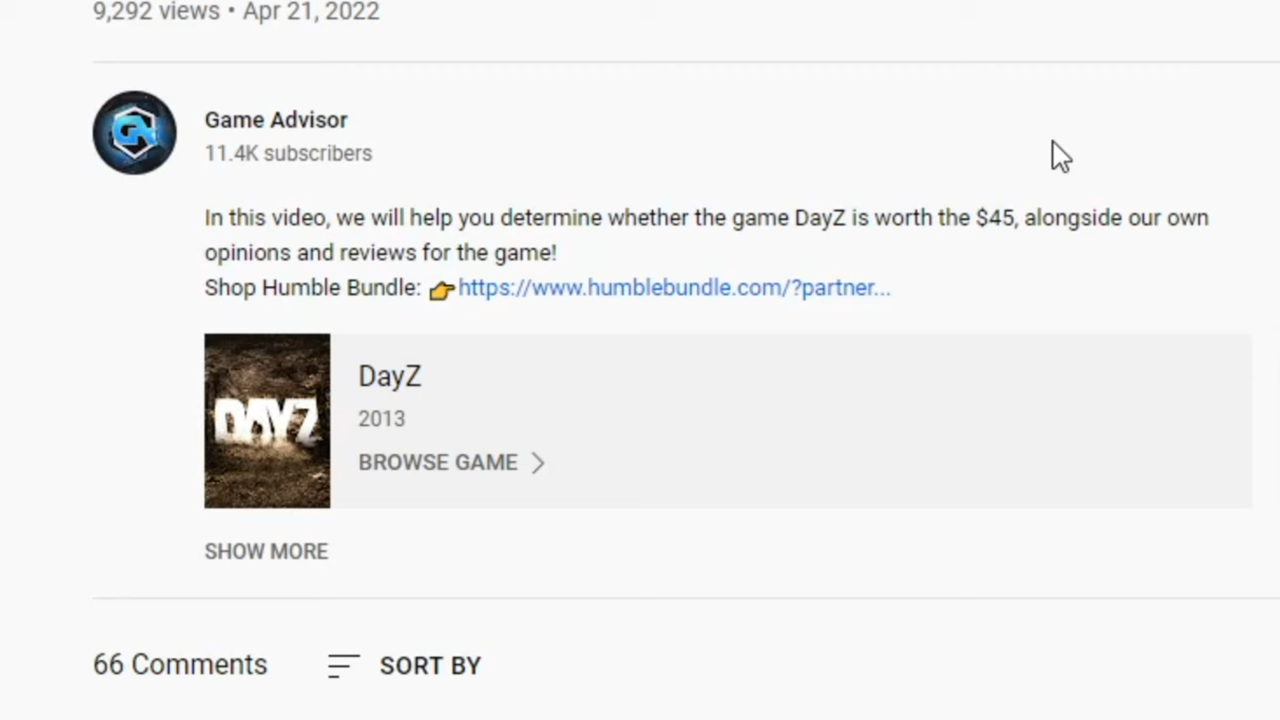 9,292 views • Apr 21, 2022
GA
Game Advisor
11.4K subscribers
In this video, we will help you determine whether the game DayZ is worth the $45, alongside our own
opinions and reviews for the game!
Shop Humble Bundle: 👉https://www.humblebundle.com/?partner...
DAYZ
DayZ
2013
BROWSE GAME
SHOW MORE
66 Comments
SORT BY